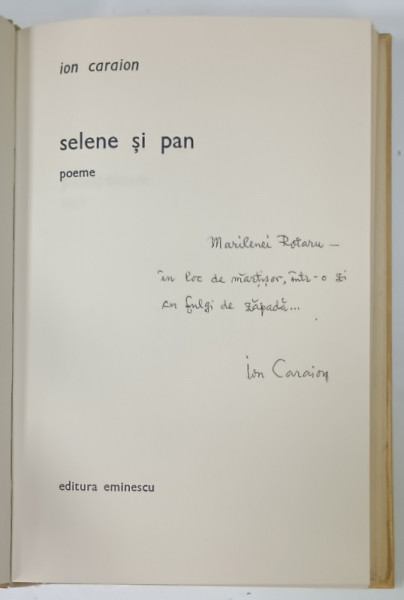 ion caraion
selene și pan
poeme
Marilenei Rotaru –
în loc de mărțișor, într-o zi
cu fulgi de zăpadă...
Ion Caraion
editura eminescu